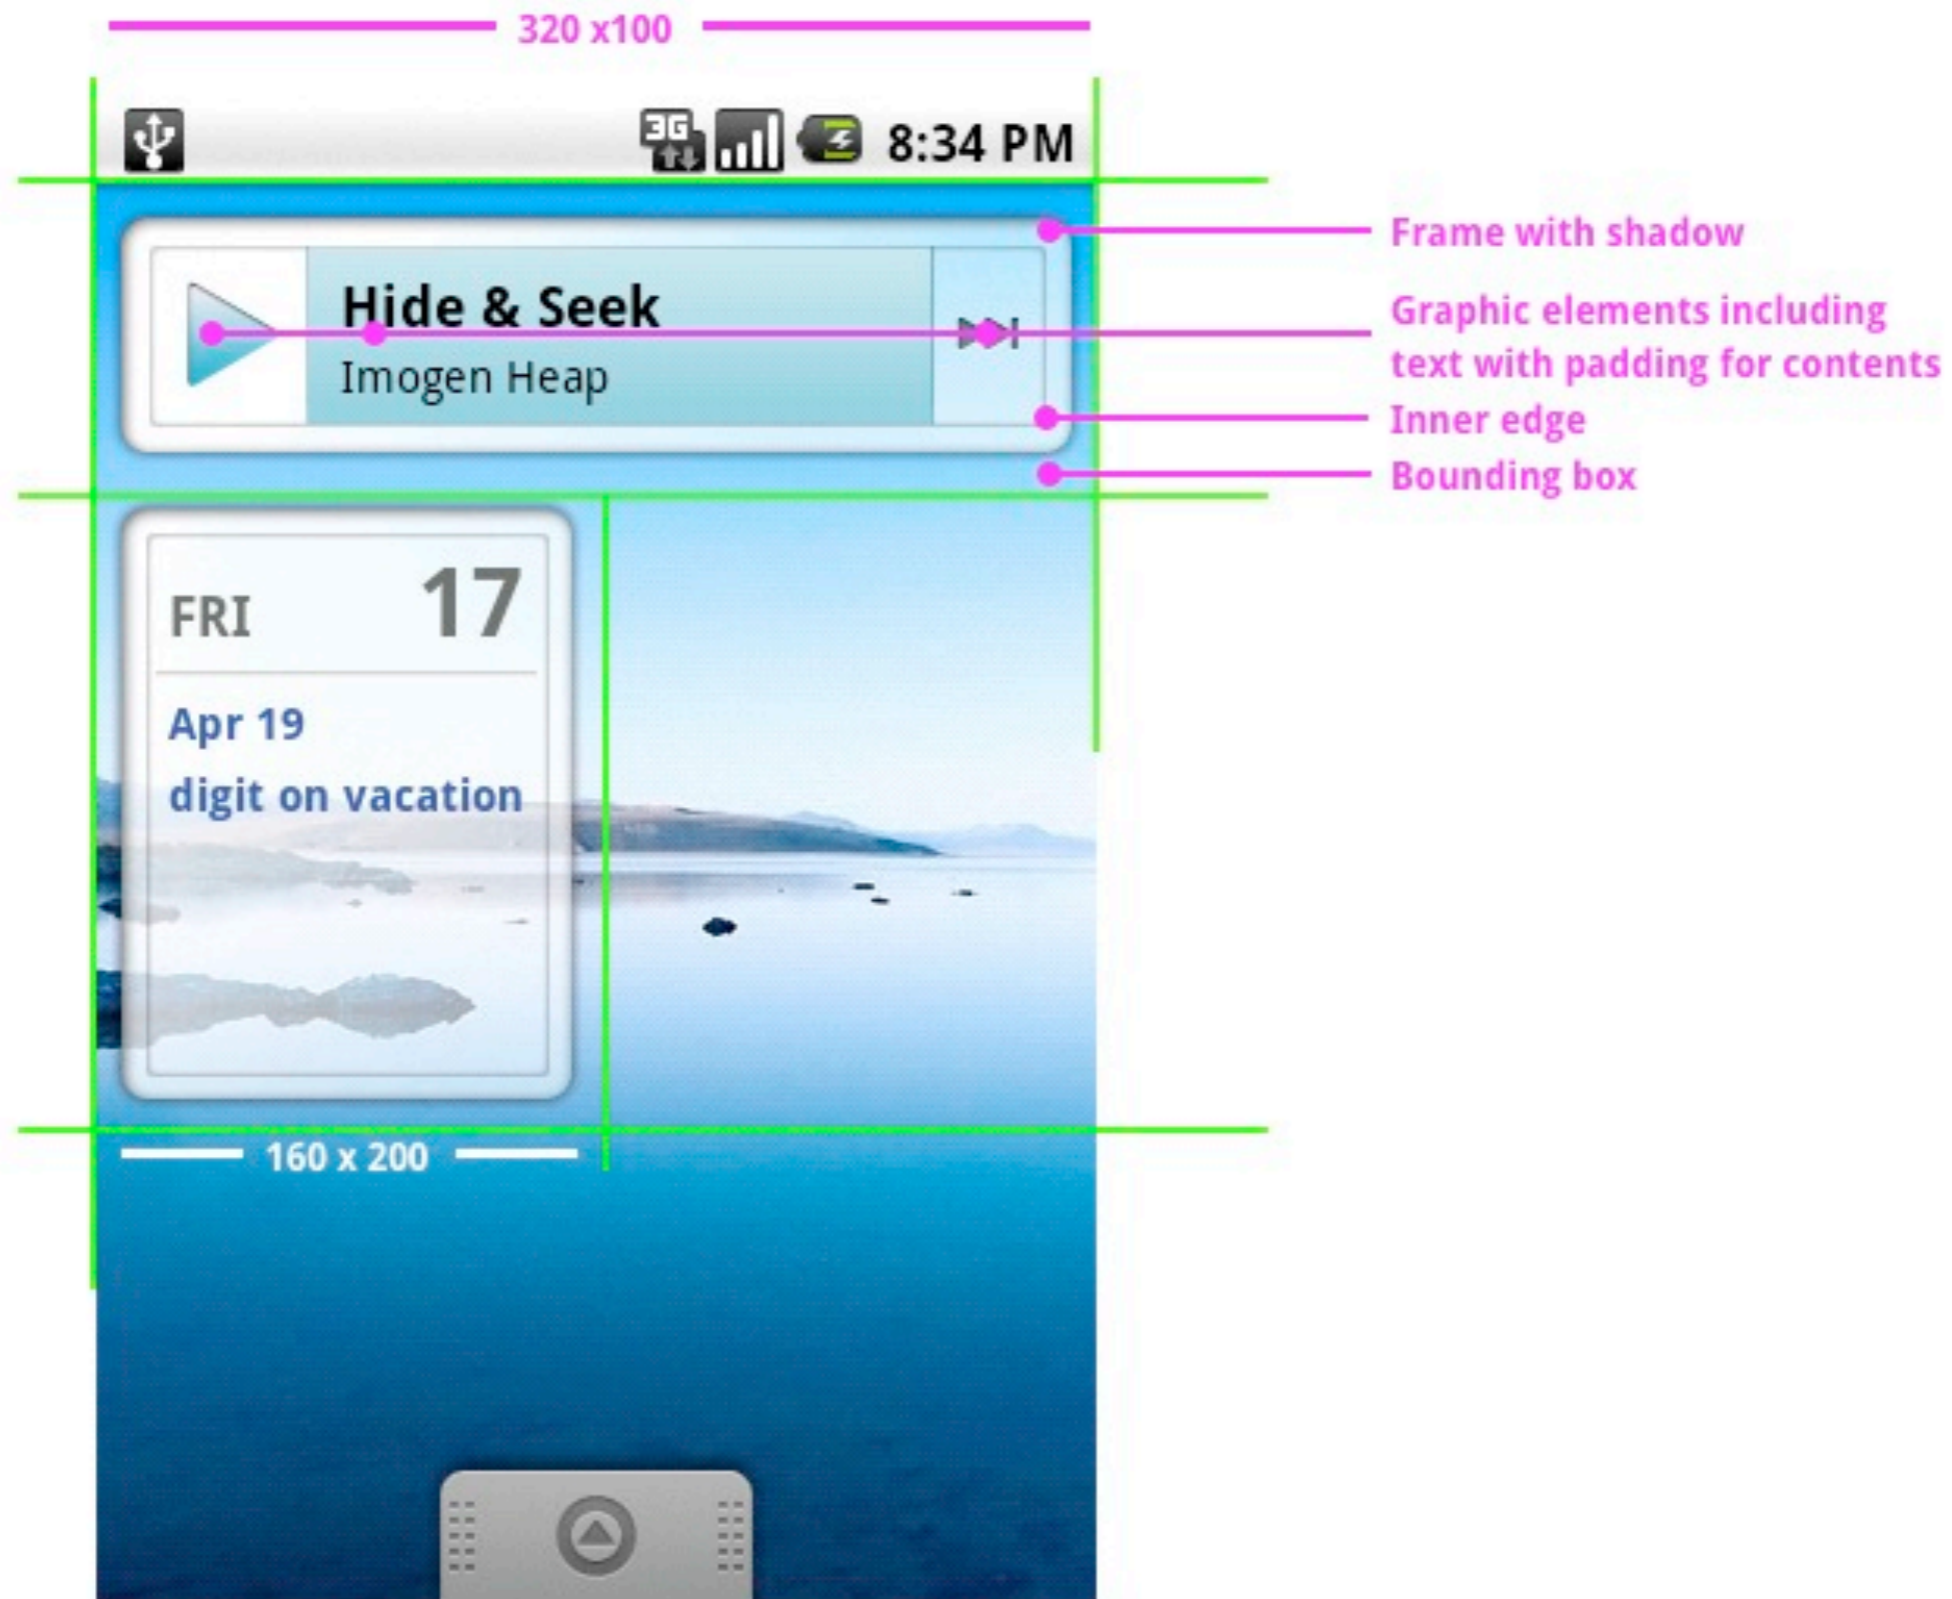 320 x100
3G
8:34 PM
Frame with shadow
Hide & Seek
Imogen Heap
Graphic elements including
text with padding for contents
Inner edge
Bounding box
FRI 17
Apr 19
digit on vacation
160 x 200